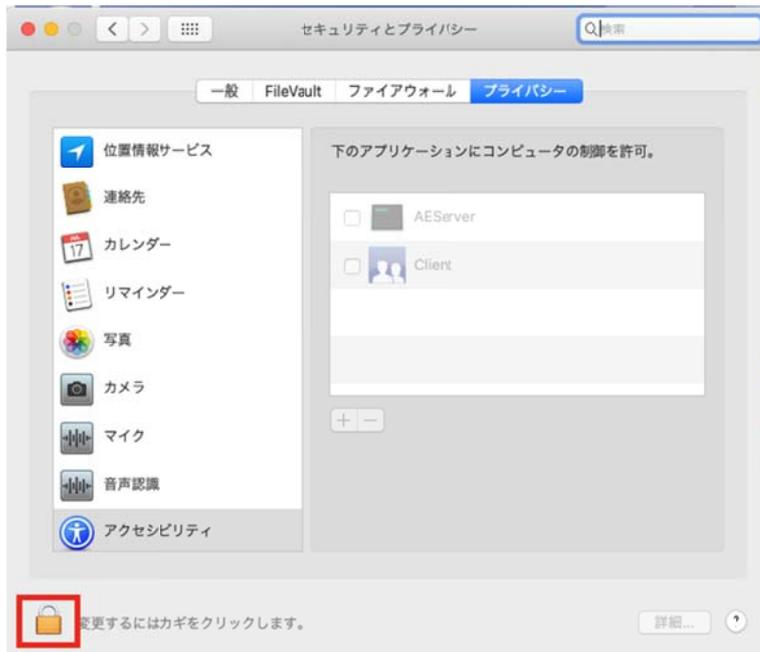 セキュリティとプライバシー
検索
一般 FileVault ファイアウォール プライバシー
位置情報サービス
連絡先
JUL
17
カレンダー
リマインダー
写真
カメラ
マイク
音声認識
アクセシビリティ
下のアプリケーションにコンピュータの制御を許可。
AEServer
Client
+ −
変更するにはカギをクリックします。
詳細...
?